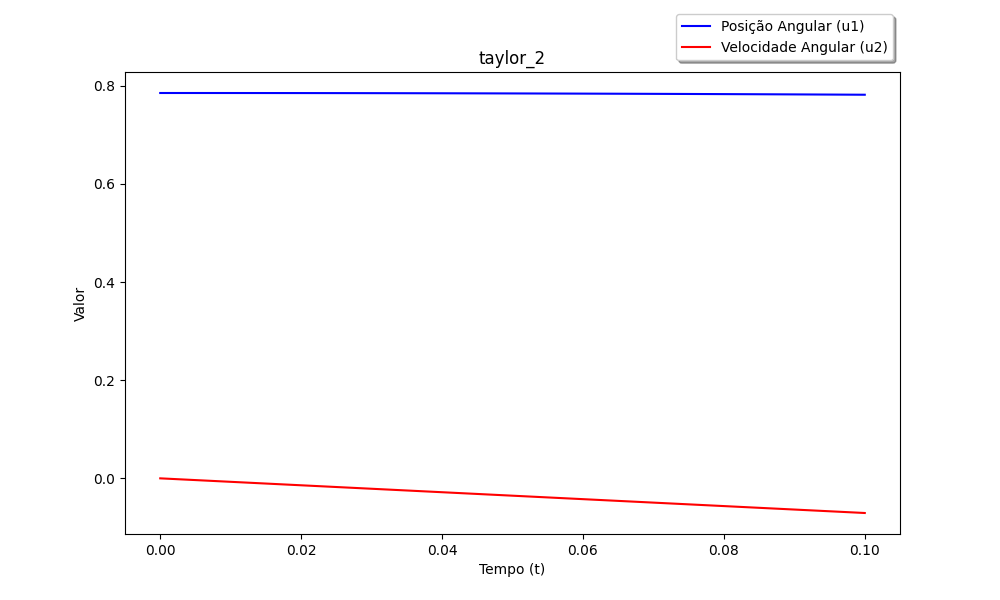 Posição Angular (u1)
Velocidade Angular (u2)
taylor_2
0.8
0.6
0.4
0.2
0.0
Valor
0.00 0.02 0.04 0.06 0.08 0.10
Tempo (t)